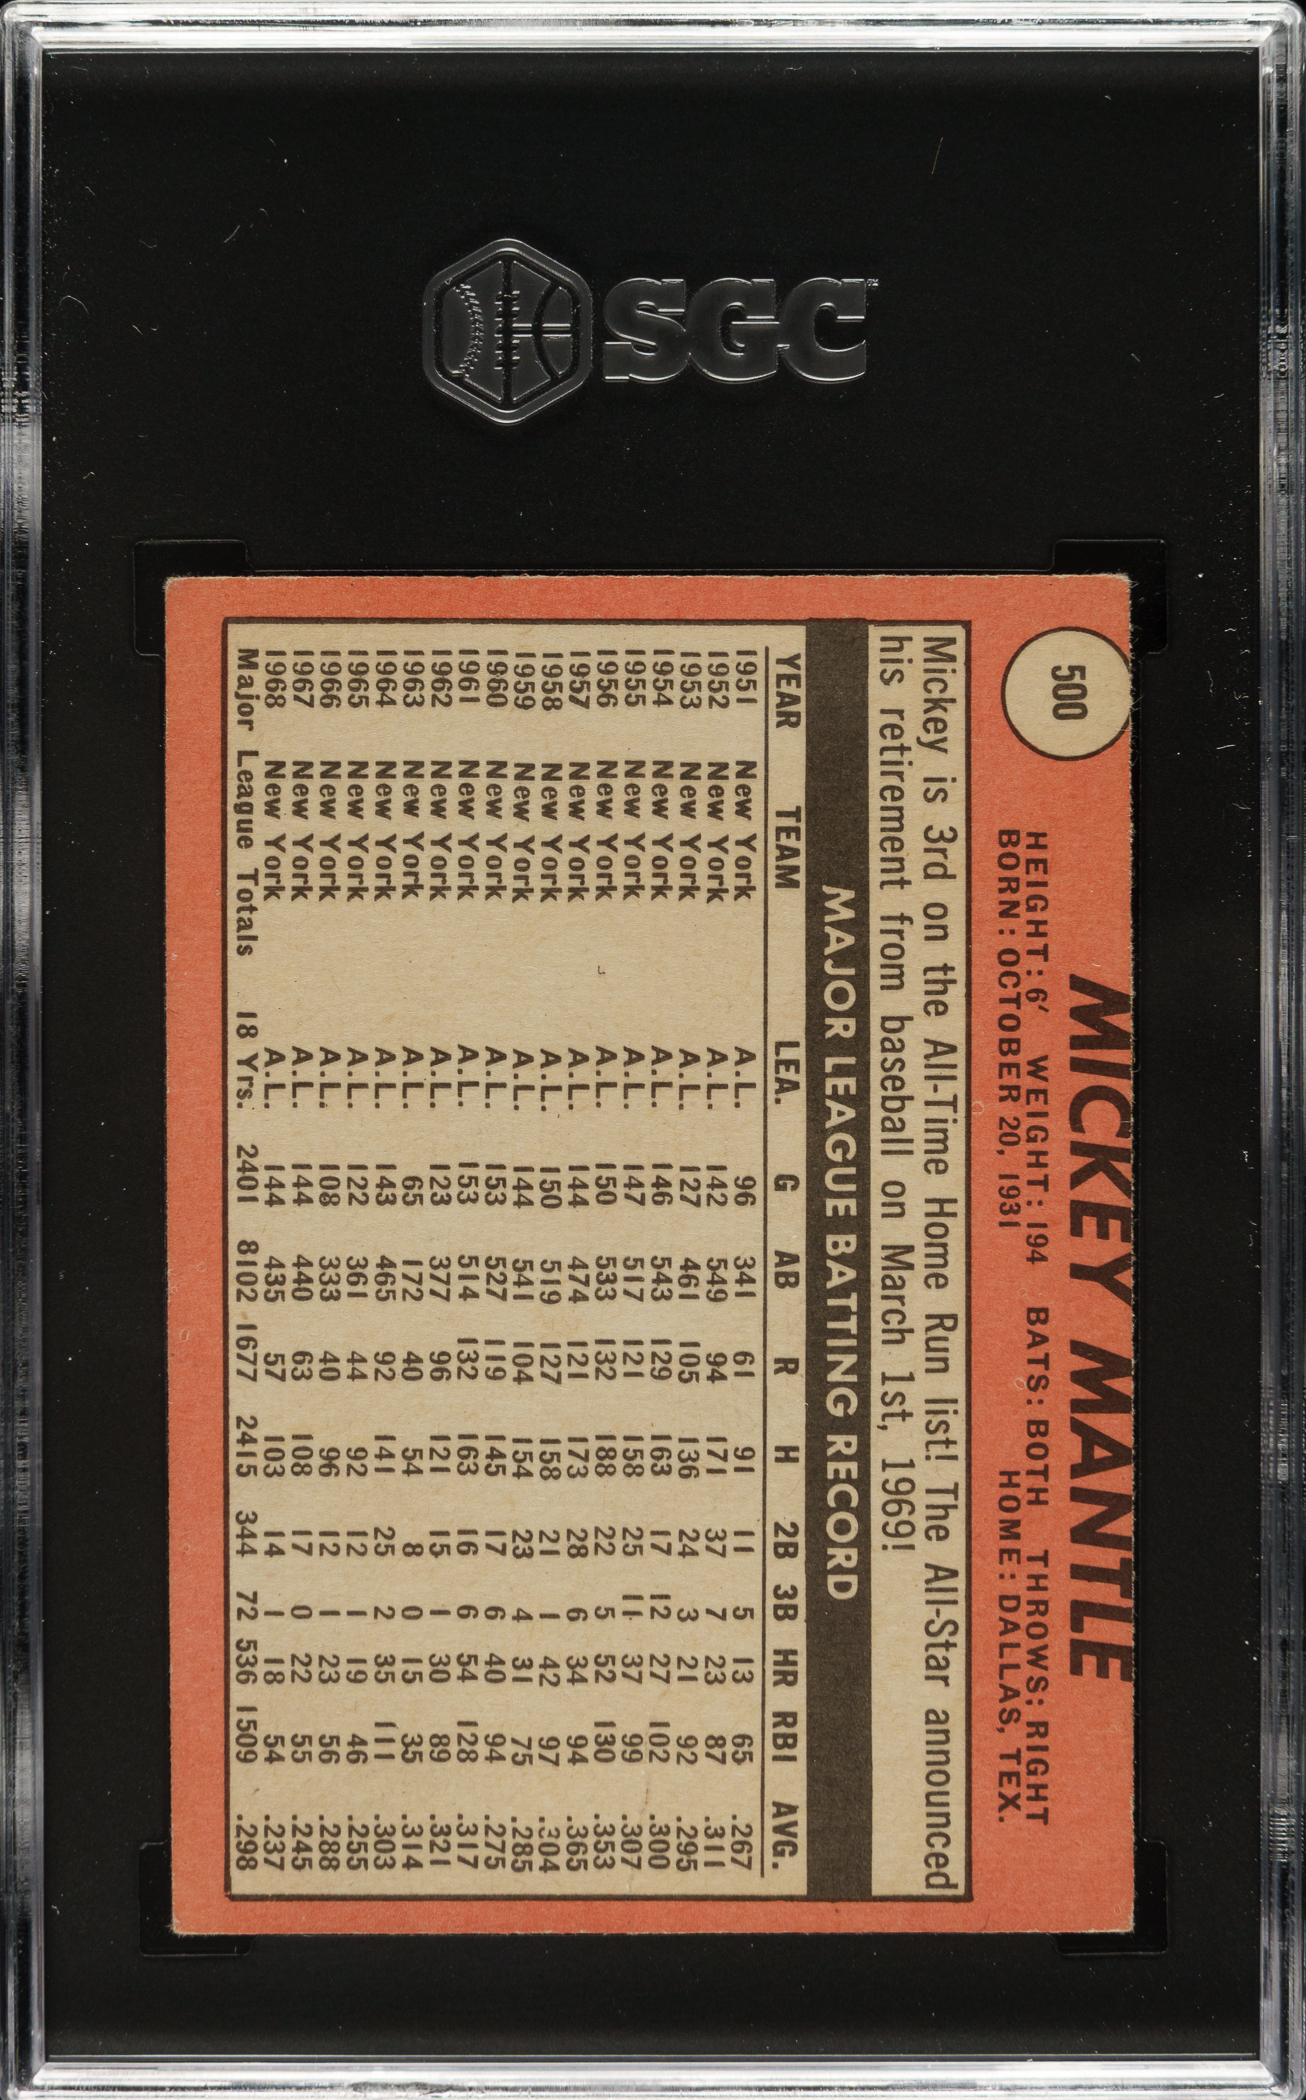 SGC
500
MICKEY MANTLE
HEIGHT: 6' WEIGHT: 194 BATS: BOTH THROWS: RIGHT
BORN: OCTOBER 20, 1931 HOME: DALLAS, TEX.
Mickey is 3rd on the All-Time Home Run list! The All-Star announced
his retirement from baseball on March 1st, 1969!
MAJOR LEAGUE BATTING RECORD
YEAR TEAM LEA. G AB R H 2B 3B HR RBI AVG.
1951 New York A.L. 96 341 61 91 11 5 13 65 .267
1952 New York A.L. 142 549 94 171 37 7 23 87 .311
1953 New York A.L. 127 461 105 136 24 3 21 92 .295
1954 New York A.L. 146 543 129 163 17 12 27 102 .300
1955 New York A.L. 147 517 121 158 25 11 37 99 .307
1956 New York A.L. 150 533 132 188 22 5 52 130 .353
1957 New York A.L. 144 474 121 173 28 6 34 94 .365
1958 New York A.L. 150 519 127 158 21 1 42 97 .304
1959 New York A.L. 144 541 104 154 23 4 31 75 .285
1960 New York A.L. 153 527 119 145 17 6 40 94 .275
1961 New York A.L. 153 514 132 163 16 6 54 128 .317
1962 New York A.L. 123 377 96 121 15 1 30 89 .321
1963 New York A.L. 65 172 40 54 8 0 15 35 .314
1964 New York A.L. 143 465 92 141 25 2 35 111 .303
1965 New York A.L. 122 361 44 92 12 1 19 46 .255
1966 New York A.L. 108 333 40 96 12 1 23 56 .288
1967 New York A.L. 144 440 63 108 17 0 22 55 .245
1968 New York A.L. 144 435 57 103 14 1 18 54 .237
Major League Totals 18 Yrs. 2401 8102 1677 2415 344 72 536 1509 .298